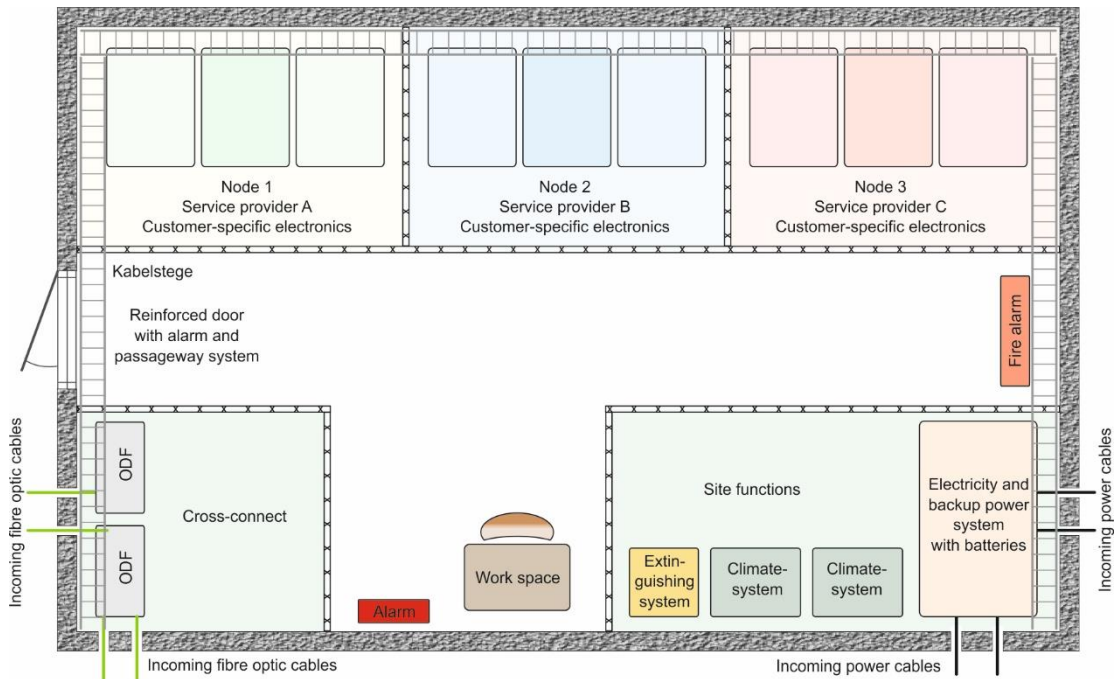 Node 1
Service provider A
Customer-specific electronics
Node 2
Service provider B
Customer-specific electronics
Node 3
Service provider C
Customer-specific electronics
Kabelstege
Reinforced door
with alarm and
passageway system
Fire alarm
Incoming fibre optic cables
ODF
ODF
Cross-connect
Alarm
Work space
Site functions
Extin-
guishing
system
Climate-
system
Climate-
system
Electricity and
backup power
system
with batteries
Incoming power cables
Incoming fibre optic cables
Incoming power cables